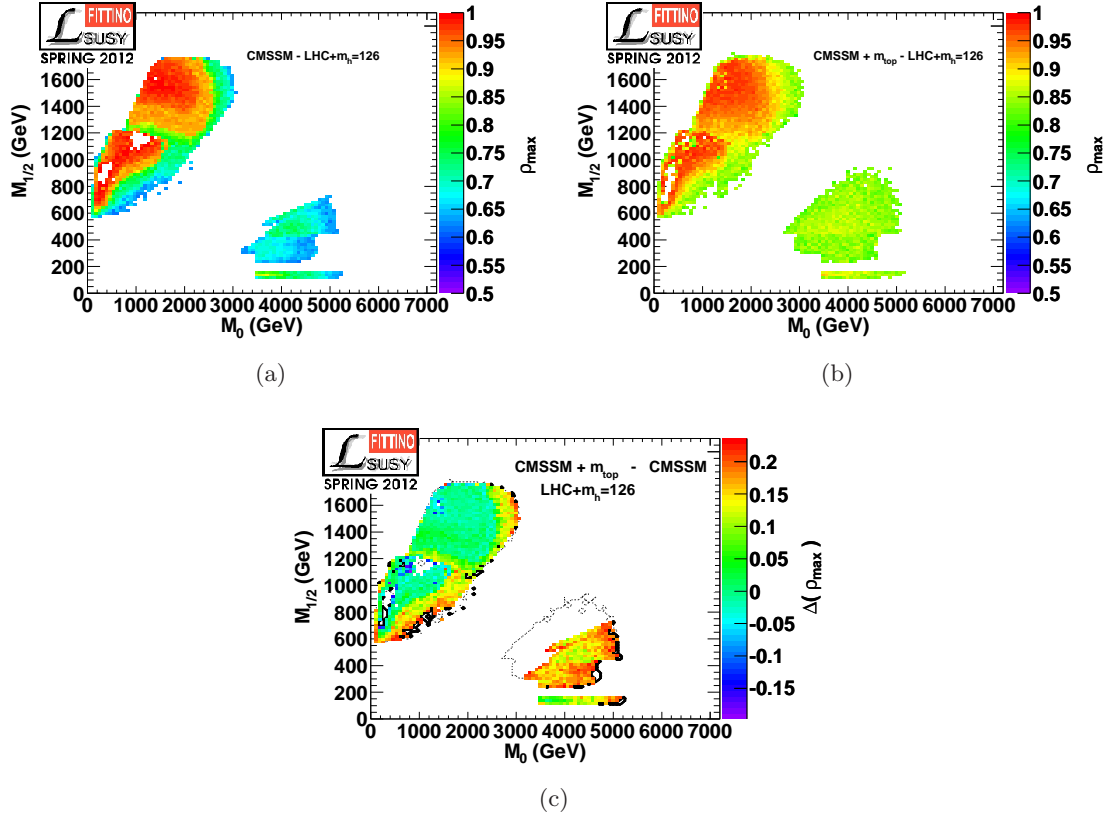 FITTINO
SUSY
SPRING 2012
CMSSM - LHC+m_h=126
1600
1400
1200
1000
800
600
400
200
0
M_1/2 (GeV)
0 1000 2000 3000 4000 5000 6000 7000
M_0 (GeV)
1
0.95
0.9
0.85
0.8
0.75
0.7
0.65
0.6
0.55
0.5
ρ_max
(a)
FITTINO
SUSY
SPRING 2012
CMSSM + m_top - LHC+m_h=126
1600
1400
1200
1000
800
600
400
200
0
M_1/2 (GeV)
0 1000 2000 3000 4000 5000 6000 7000
M_0 (GeV)
1
0.95
0.9
0.85
0.8
0.75
0.7
0.65
0.6
0.55
0.5
ρ_max
(b)
FITTINO
SUSY
SPRING 2012
CMSSM + m_top - CMSSM
LHC+m_h=126
1600
1400
1200
1000
800
600
400
200
0
M_1/2 (GeV)
0 1000 2000 3000 4000 5000 6000 7000
M_0 (GeV)
0.2
0.15
0.1
0.05
0
-0.05
-0.1
-0.15
Δ(ρ_max)
(c)